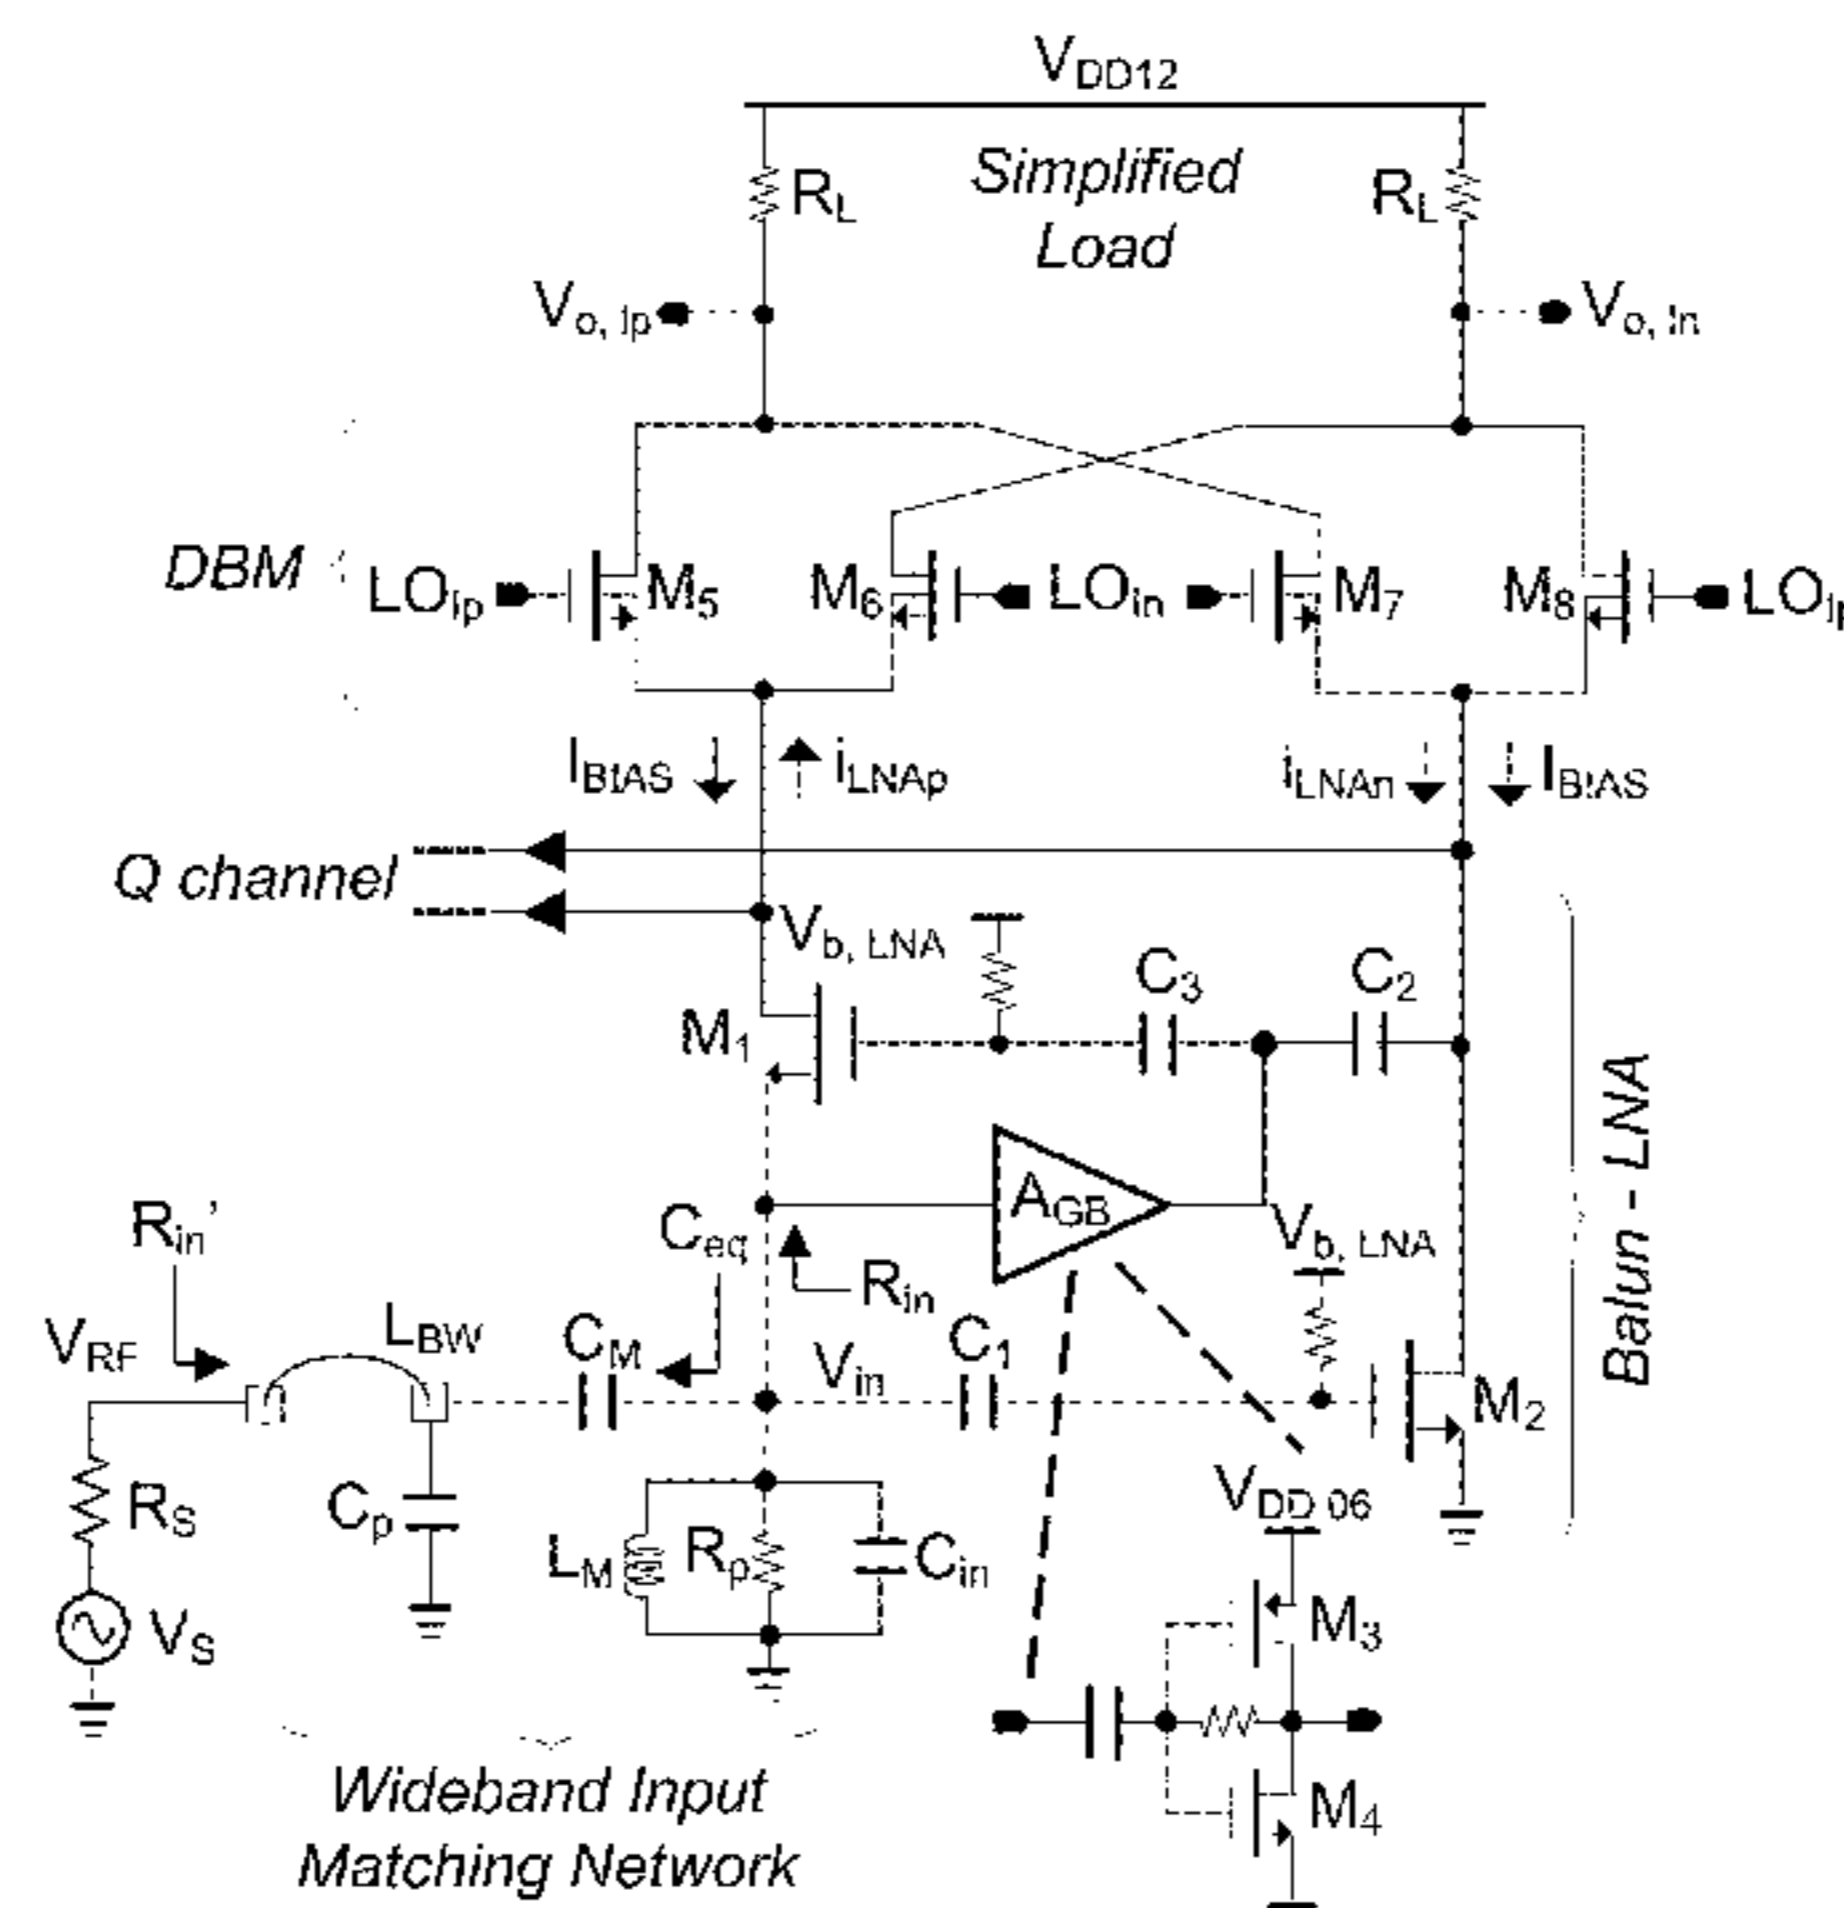 VDD12
Simplified
Load
RL
RL
Vo, Ip
Vo, In
DBM
LOIp
M5
M6
LOIn
M7
M8
LOIp
IBIAS
iLNAp
iLNAn
IBIAS
Q channel
Vb, LNA
M1
C3
C2
Balun - LNA
AGB
Rin'
Ceq
Rin
Vb, LNA
VRF
LBW
CM
Vin
C1
M2
RS
Cp
LM
Rp
Cin
VDD 06
VS
M3
M4
Wideband Input
Matching Network